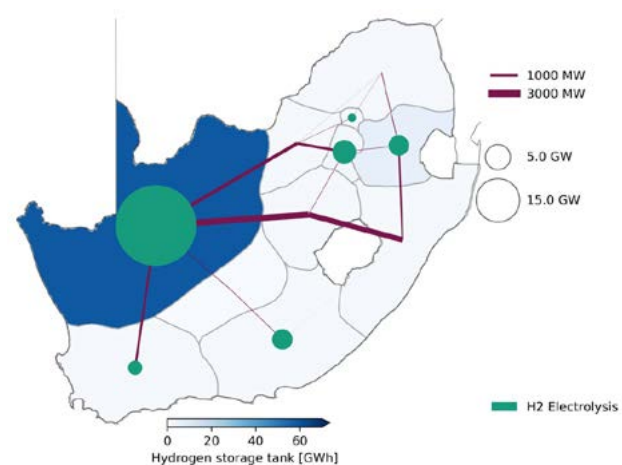 1000 MW
3000 MW
5.0 GW
15.0 GW
H2 Electrolysis
0 20 40 60
Hydrogen storage tank [GWh]